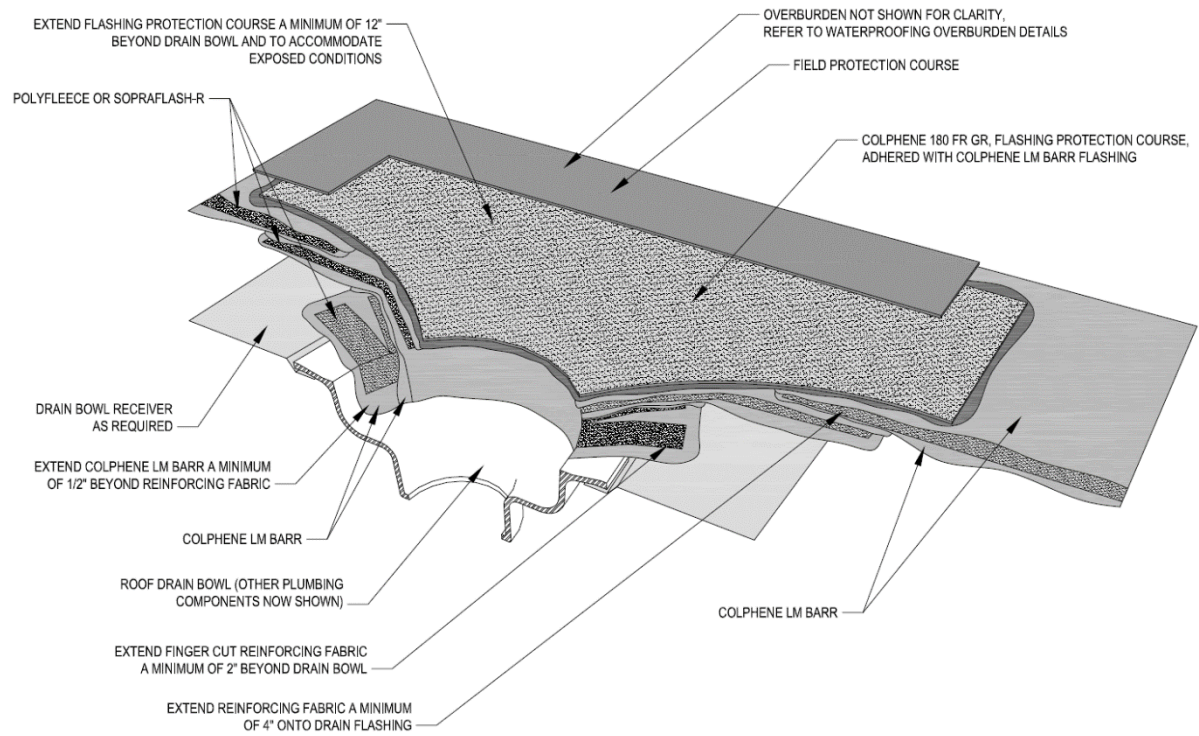 EXTEND FLASHING PROTECTION COURSE A MINIMUM OF 12"
BEYOND DRAIN BOWL AND TO ACCOMMODATE
EXPOSED CONDITIONS
POLYFLEECE OR SOPRAFLASH-R
OVERBURDEN NOT SHOWN FOR CLARITY,
REFER TO WATERPROOFING OVERBURDEN DETAILS
FIELD PROTECTION COURSE
COLPHENE 180 FR GR, FLASHING PROTECTION COURSE,
ADHERED WITH COLPHENE LM BARR FLASHING
DRAIN BOWL RECEIVER
AS REQUIRED
EXTEND COLPHENE LM BARR A MINIMUM
OF 1/2" BEYOND REINFORCING FABRIC
COLPHENE LM BARR
ROOF DRAIN BOWL (OTHER PLUMBING
COMPONENTS NOW SHOWN)
EXTEND FINGER CUT REINFORCING FABRIC
A MINIMUM OF 2" BEYOND DRAIN BOWL
EXTEND REINFORCING FABRIC A MINIMUM
OF 4" ONTO DRAIN FLASHING
COLPHENE LM BARR